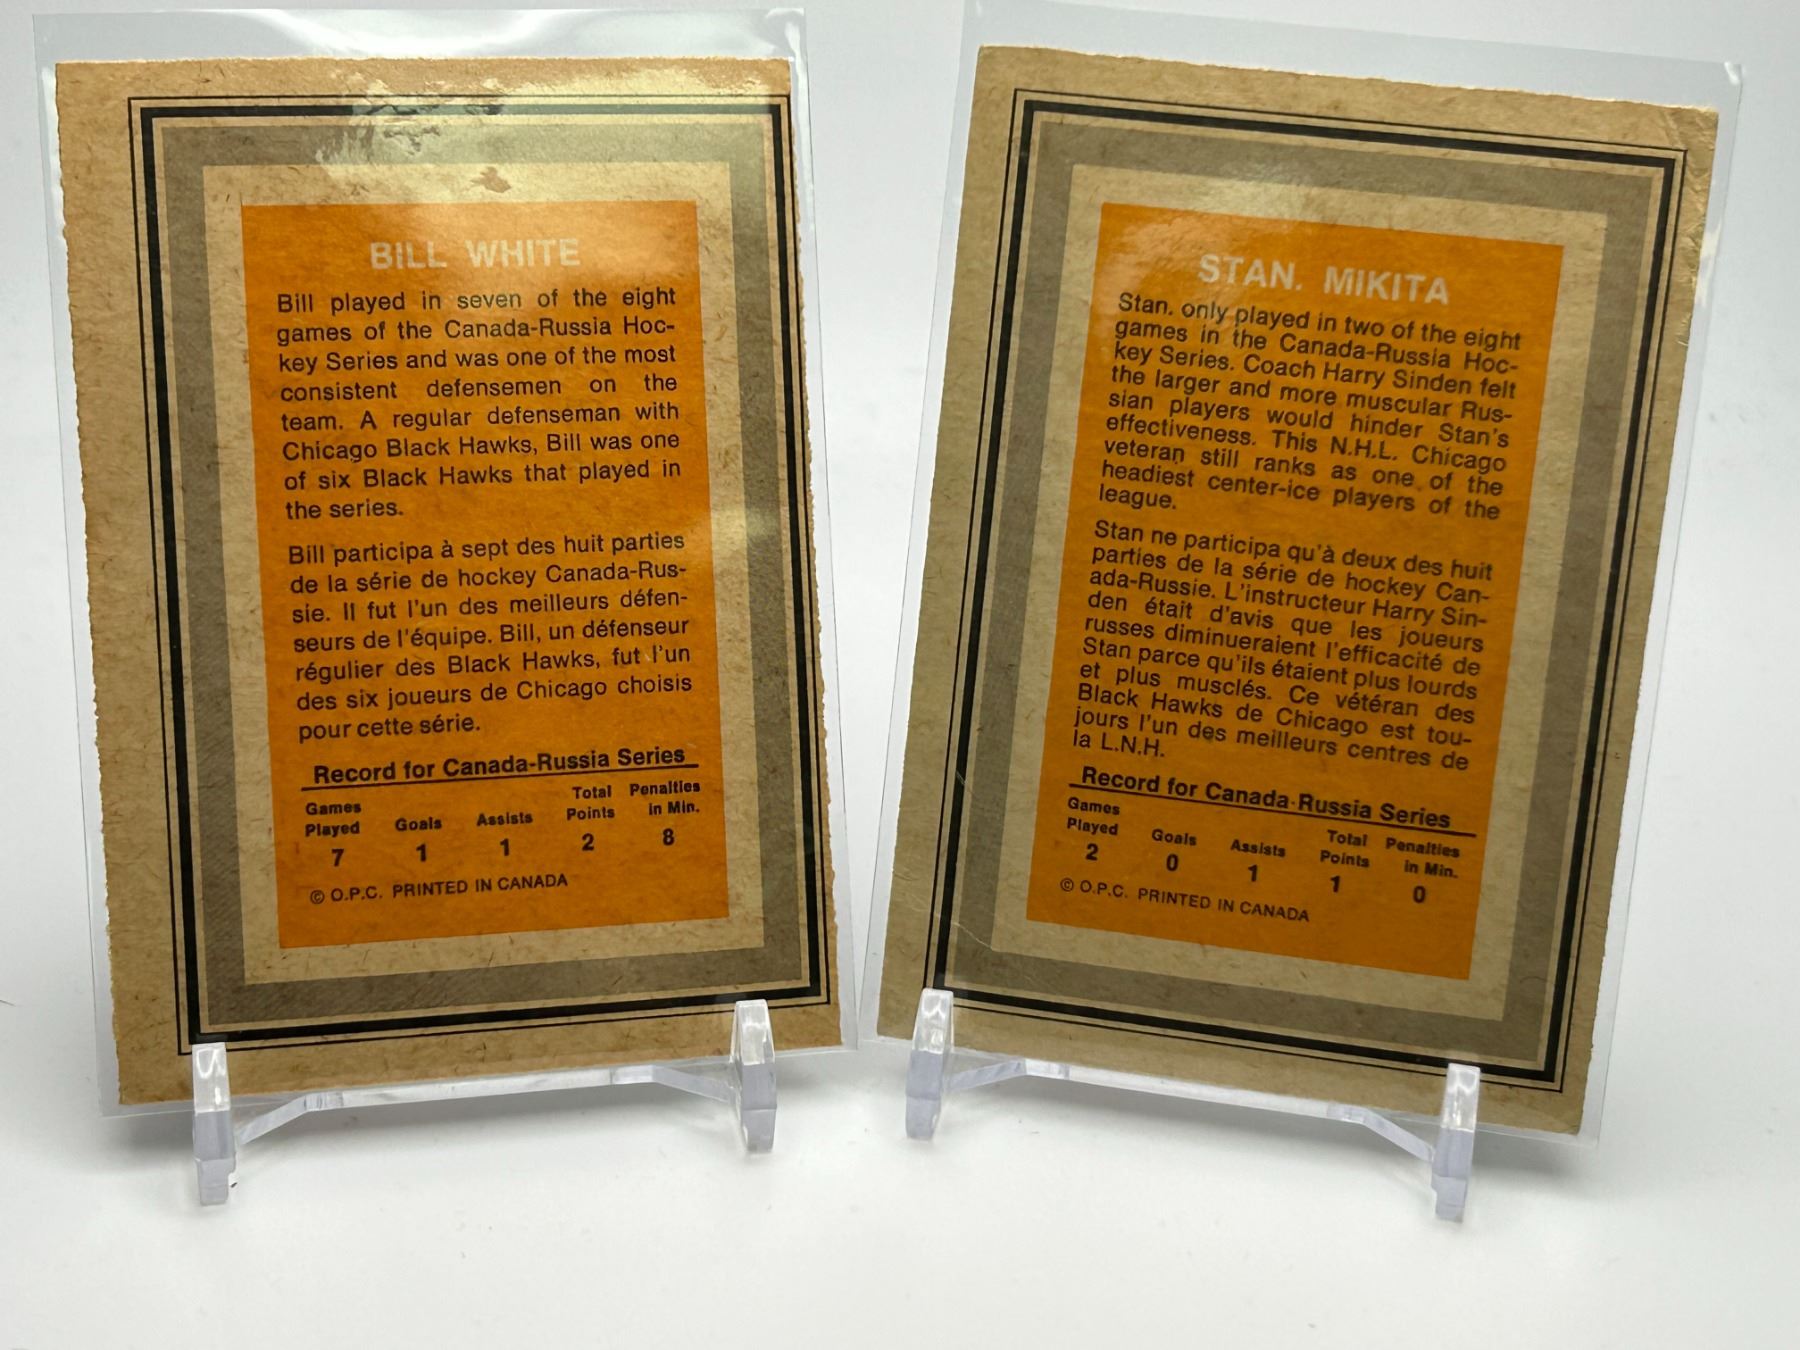 BILL WHITE
Bill played in seven of the eight
games of the Canada-Russia Hoc-
key Series and was one of the most
consistent defensemen on the
team. A regular defenseman with
Chicago Black Hawks, Bill was one
of six Black Hawks that played in
the series.
Bill participa à sept des huit parties
de la série de hockey Canada-Rus-
sie. Il fut l'un des meilleurs défen-
seurs de l'équipe. Bill, un défenseur
régulier des Black Hawks, fut l'un
des six joueurs de Chicago choisis
pour cette série.
Record for Canada-Russia Series
Games Played Goals Assists Total Points Penalties in Min.
7 1 1 2 8
© O.P.C. PRINTED IN CANADA
STAN. MIKITA
Stan. only played in two of the eight
games in the Canada-Russia Hoc-
key Series. Coach Harry Sinden felt
the larger and more muscular Rus-
sian players would hinder Stan's
effectiveness. This N.H.L. Chicago
veteran still ranks as one of the
headiest center-ice players of the
league.
Stan ne participa qu'à deux des huit
parties de la série de hockey Can-
ada-Russie. L'instructeur Harry Sin-
den était d'avis que les joueurs
russes diminueraient l'efficacité de
Stan parce qu'ils étaient plus lourds
et plus musclés. Ce vétéran des
Black Hawks de Chicago est tou-
jours l'un des meilleurs centres de
la L.N.H.
Record for Canada-Russia Series
Games Played Goals Assists Total Points Penalties in Min.
2 0 1 1 0
© O.P.C. PRINTED IN CANADA